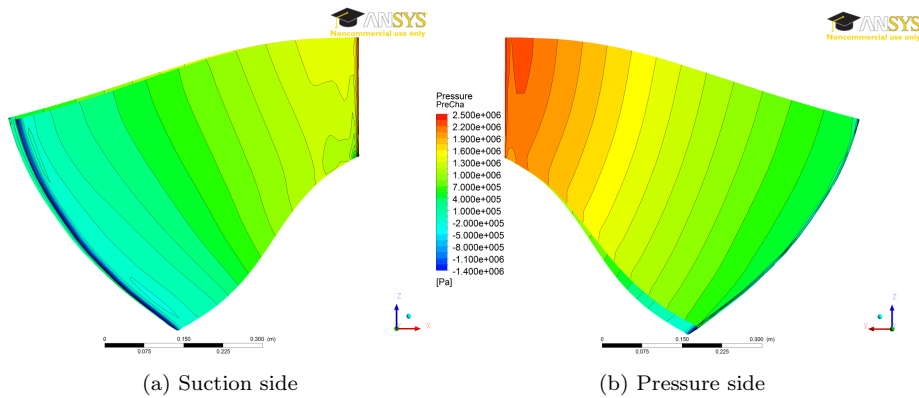 ANSYS
Noncommercial use only
ANSYS
Noncommercial use only
Pressure
PreCha
2.500e+006
2.200e+006
1.900e+006
1.600e+006
1.300e+006
1.000e+006
7.000e+005
4.000e+005
1.000e+005
-2.000e+005
-5.000e+005
-8.000e+005
-1.100e+006
-1.400e+006
[Pa]
Z
X
Z
X
0 0.150 0.300 (m)
0.075 0.225
0 0.150 0.300 (m)
0.075 0.225
(a) Suction side
(b) Pressure side